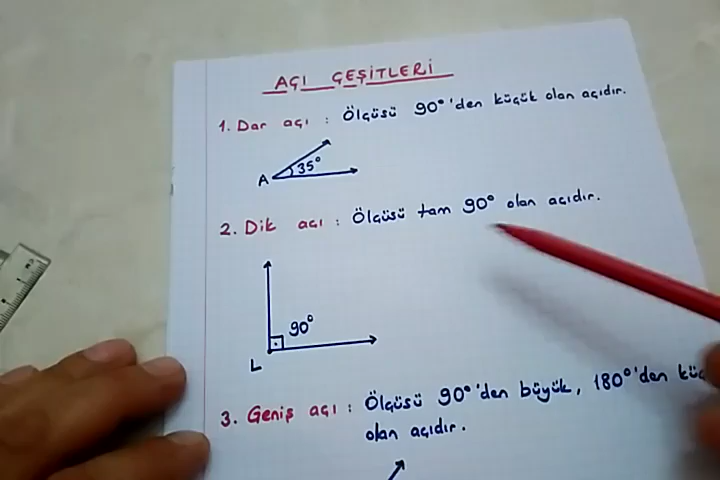 AÇI ÇEŞİTLERİ
1. Dar açı : Ölçüsü 90°'den küçük olan açıdır.
35°
A
2. Dik açı : Ölçüsü tam 90° olan açıdır.
90°
L
3. Geniş açı : Ölçüsü 90°'den büyük, 180°'den
olan açıdır.